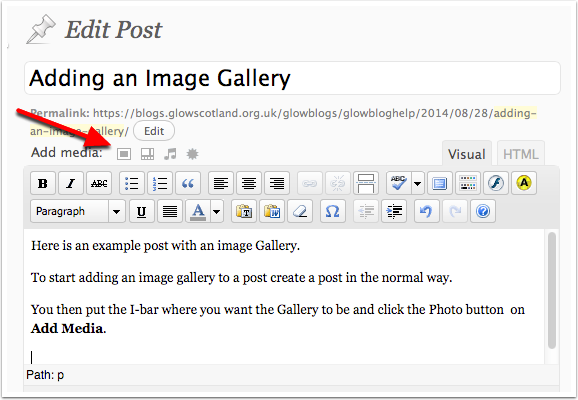 Edit Post
Adding an Image Gallery
Permalink: https://blogs.glowscotland.org.uk/glowblogs/glowbloghelp/2014/08/28/adding-
an-image-gallery/ Edit
Add media: Visual HTML
B I ABC “ ABC A
Paragraph U A T W Ω ?
Here is an example post with an image Gallery.
To start adding an image gallery to a post create a post in the normal way.
You then put the I-bar where you want the Gallery to be and click the Photo button on
Add Media.
Path: p